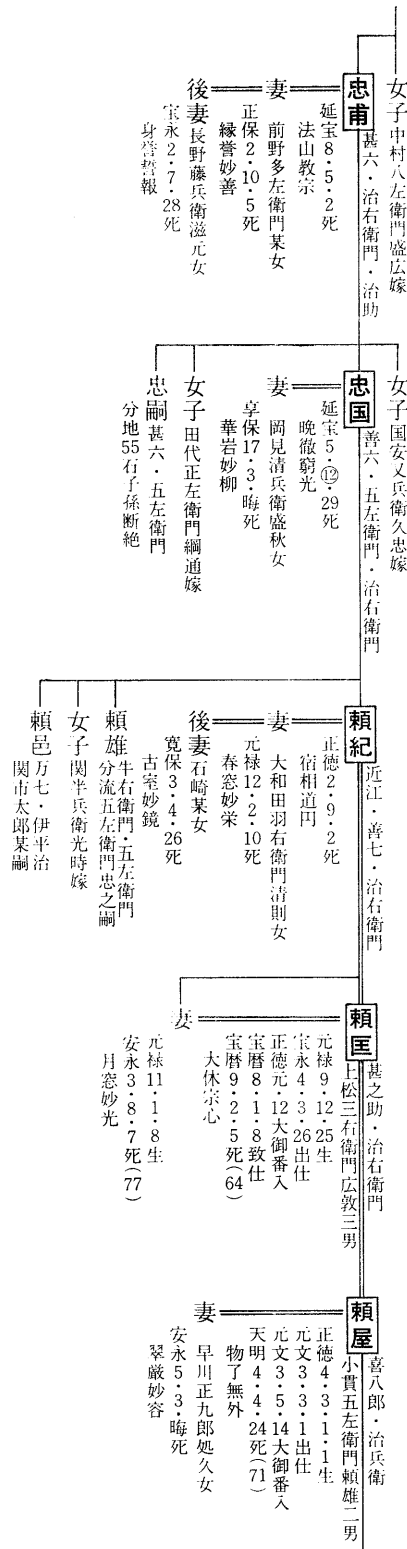 女子 中村八左衛門盛広嫁
忠甫 甚六・治右衛門・治助
延宝8・5・2死
法山教宗
妻 前野多左衛門某女
正保2・10・5死
縁誉妙善
後妻 長野藤兵衛滋元女
宝永2・7・28死
身誉誓報
女子 国安又兵衛久忠嫁
忠国 善六・五左衛門・治右衛門
延宝5・⑫・29死
晩徹窮光
妻 岡見清兵衛盛秋女
享保17・3・晦死
華岩妙柳
女子 田代正左衛門綱通嫁
忠嗣 甚六・五左衛門
分地55石子孫断絶
頼紀 近江・善七・治右衛門
正徳2・9・2死
宿相道円
妻 大和田羽右衛門清則女
元禄12・2・10死
春窓妙栄
後妻 石崎某女
寛保3・4・26死
古室妙鏡
頼雄 牛右衛門・五左衛門
分流五左衛門忠之嗣
女子 関半兵衛光時嫁
頼邑 万七・伊平治
関市太郎某嗣
頼匡 甚之助・治右衛門
上松三右衛門広敦三男
元禄9・12・25生
宝永4・3・26出仕
正徳元・12大御番入
宝暦8・1・8致仕
宝暦9・2・5死(64)
大休宗心
妻
元禄11・1・8生
安永3・8・7死(77)
月窓妙光
頼屋 喜八郎・治兵衛
小貫五左衛門頼雄二男
正徳4・3・1生
元文3・3・1出仕
元文3・5・14大御番入
天明4・4・24死(71)
物了無外
妻 早川正九郎処久女
安永5・3・晦死
翠厳妙容